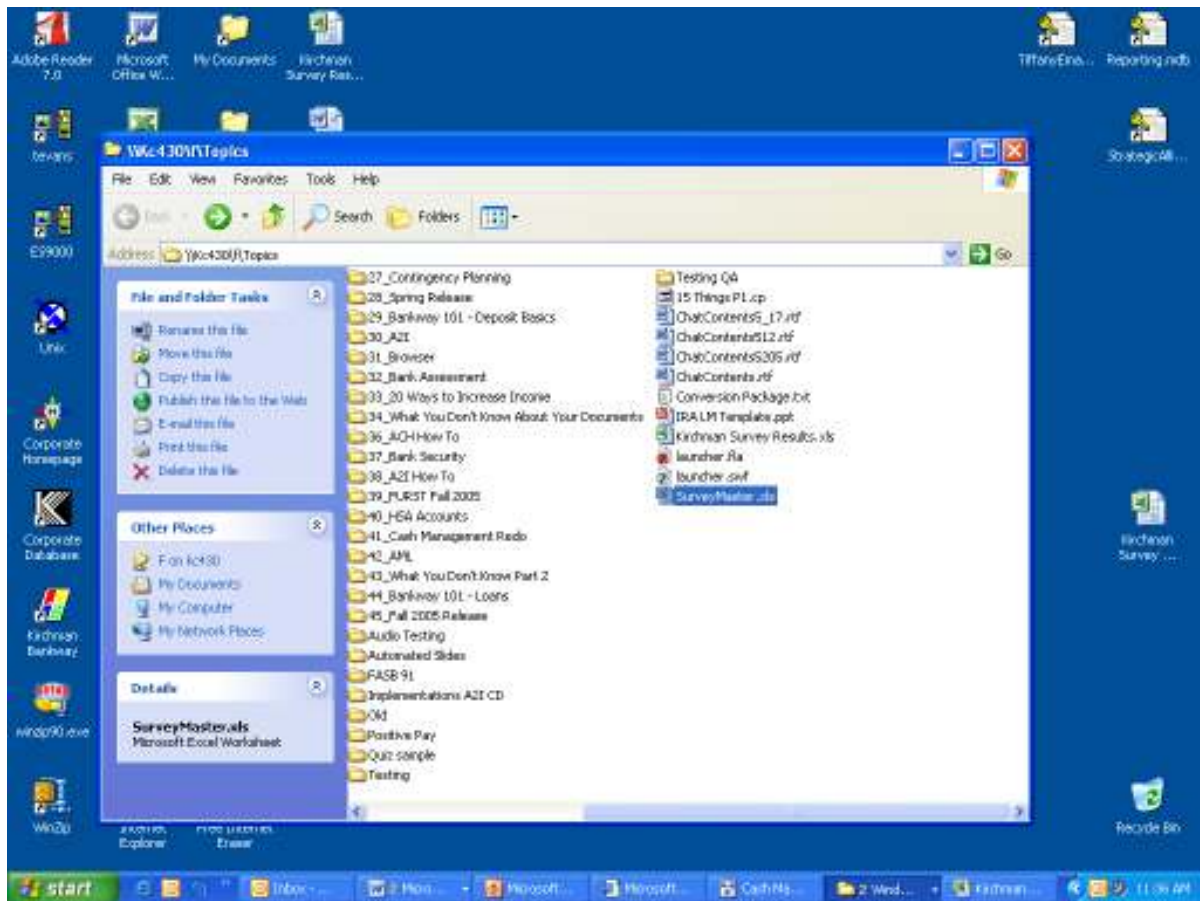 Adobe Reader 7.0
Microsoft Office W...
My Documents
Kirchman Survey Res...
TiffanyEma...
Reporting.mdb
tevans
StrategicAll...
ES9000
Unix
Corporate Homepage
Corporate Database
Kirchman Bankway
winzip90.exe
WinZip
Internet Explorer
Free Internet Eraser
Kirchman Survey ...
Recycle Bin
\\Kc430\f\Topics
File Edit View Favorites Tools Help
Back Search Folders
Address \\Kc430\f\Topics Go
File and Folder Tasks
Rename this file
Move this file
Copy this file
Publish this file to the Web
E-mail this file
Print this file
Delete this file
Other Places
F on kc430
My Documents
My Computer
My Network Places
Details
SurveyMaster.xls
Microsoft Excel Worksheet
27_Contingency Planning
28_Spring Release
29_Bankway 101 - Deposit Basics
30_A2I
31_Browser
32_Bank Assessment
33_20 Ways to Increase Income
34_What You Don't Know About Your Documents
36_ACH How To
37_Bank Security
38_A2I How To
39_FURST Fall 2005
40_HSA Accounts
41_Cash Management Redo
42_AML
43_What You Don't Know Part 2
44_Bankway 101 - Loans
45_Fall 2005 Release
Audio Testing
Automated Slides
FASB 91
Implementations A2I CD
Old
Positive Pay
Quiz sample
Testing
Testing QA
15 Things P1.cp
ChatContents5_17.rtf
ChatContents512.rtf
ChatContents5205.rtf
ChatContents.rtf
Conversion Package.txt
IRA LM Template.ppt
Kirchman Survey Results.xls
launcher.fla
launcher.swf
SurveyMaster.xls
start
Inbox - ...
2 Micro...
Microsoft...
Microsoft...
Cash Ma...
2 Wind...
Kirchman...
11:06 AM